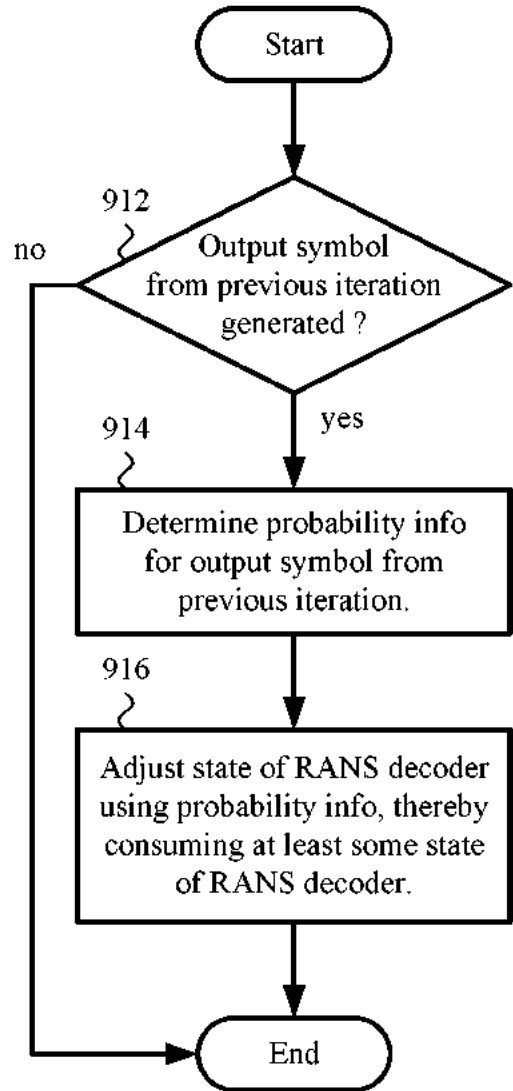 Start
912
no
Output symbol
from previous iteration
generated ?
yes
914
Determine probability info
for output symbol from
previous iteration.
916
Adjust state of RANS decoder
using probability info, thereby
consuming at least some state
of RANS decoder.
End